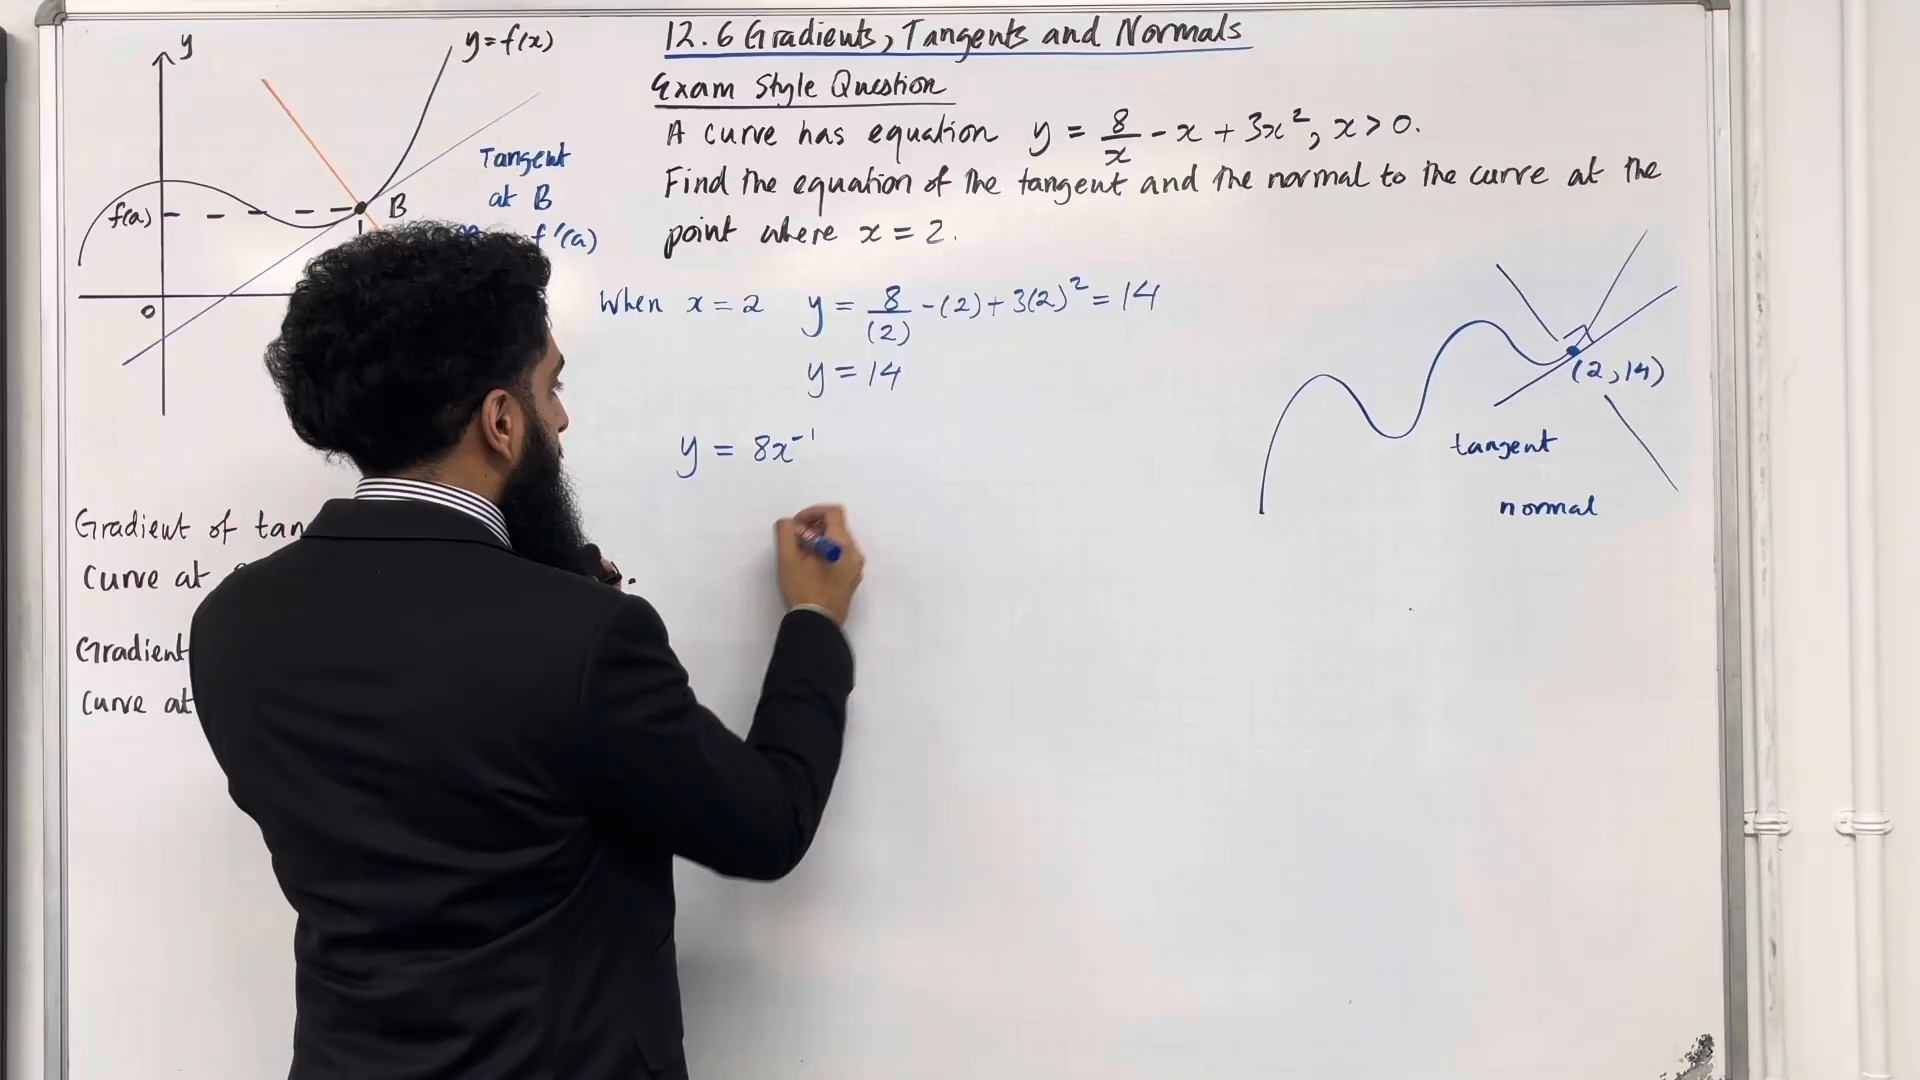 12.6 Gradients, Tangents and Normals
Exam Style Question
A curve has equation y = 8/x - x + 3x², x > 0.
Find the equation of the tangent and the normal to the curve at the
point where x = 2.
y
y=f(x)
Tangent
at B
f'(a)
f(a)
B
0
When x = 2 y = 8/(2) - (2) + 3(2)² = 14
y = 14
y = 8x⁻¹
(2,14)
tangent
normal
Gradient of
Curve at
Gradient
Curve at